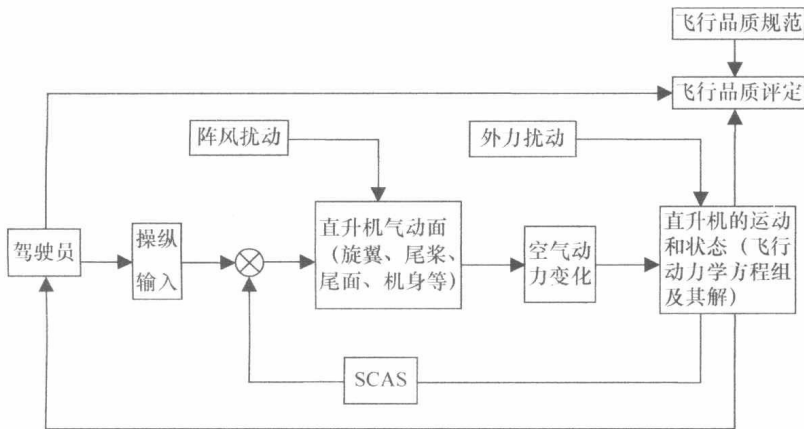 飞行品质规范
飞行品质评定
阵风扰动
外力扰动
驾驶员
操纵
输入
直升机气动面
（旋翼、尾桨、
尾面、机身等）
空气动
力变化
直升机的运动
和状态（飞行
动力学方程组
及其解）
SCAS